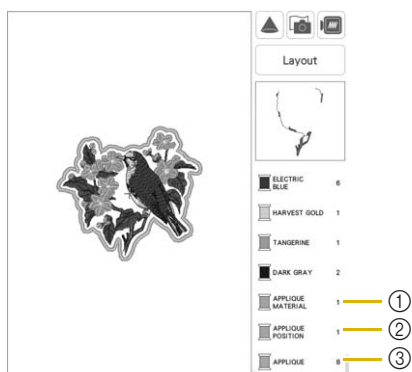 Layout
ELECTRIC
BLUE
6
HARVEST GOLD 1
TANGERINE 1
DARK GRAY 2
APPLIQUE
MATERIAL
1
①
APPLIQUE
POSITION
1
②
APPLIQUE 8
③